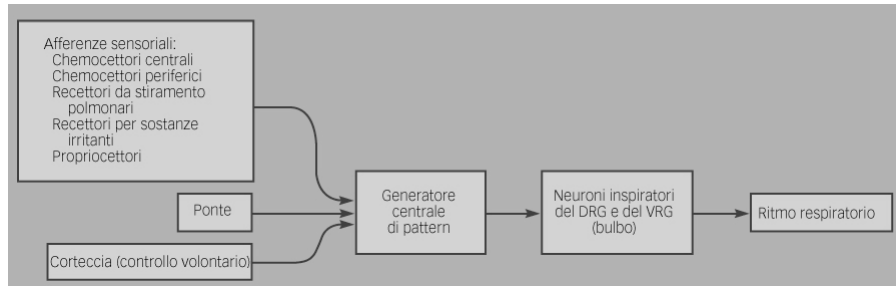 Afferenze sensoriali:
Chemocettori centrali
Chemocettori periferici
Recettori da stiramento
polmonari
Recettori per sostanze
irritanti
Propriocettori
Ponte
Corteccia (controllo volontario)
Generatore
centrale
di pattern
Neuroni inspiratori
del DRG e del VRG
(bulbo)
Ritmo respiratorio